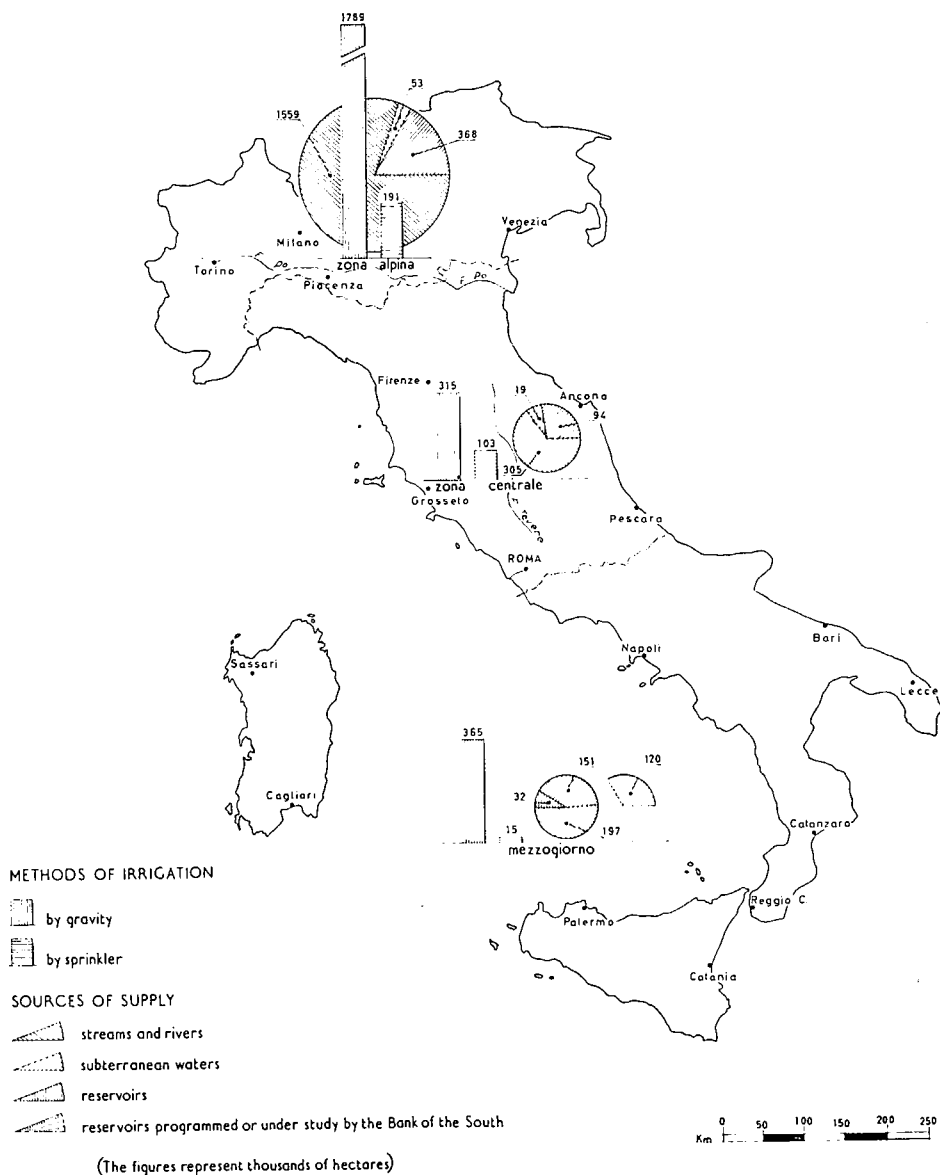 1789
53
1559
368
191
Venezia
Milano
zona alpina
Torino
Po
F. Po
Piacenza
Firenze
315
19
Ancona
94
103
305
zona centrale
Grosseto
F. Tevere
Pescara
ROMA
Bari
Napoli
Sassari
Lecce
365
151
120
32
Cagliari
15
197
Catanzaro
mezzogiorno
METHODS OF IRRIGATION
by gravity
Reggio C.
Palermo
by sprinkler
Catania
SOURCES OF SUPPLY
streams and rivers
subterranean waters
reservoirs
reservoirs programmed or under study by the Bank of the South
Km 0 50 100 150 200 250
(The figures represent thousands of hectares)